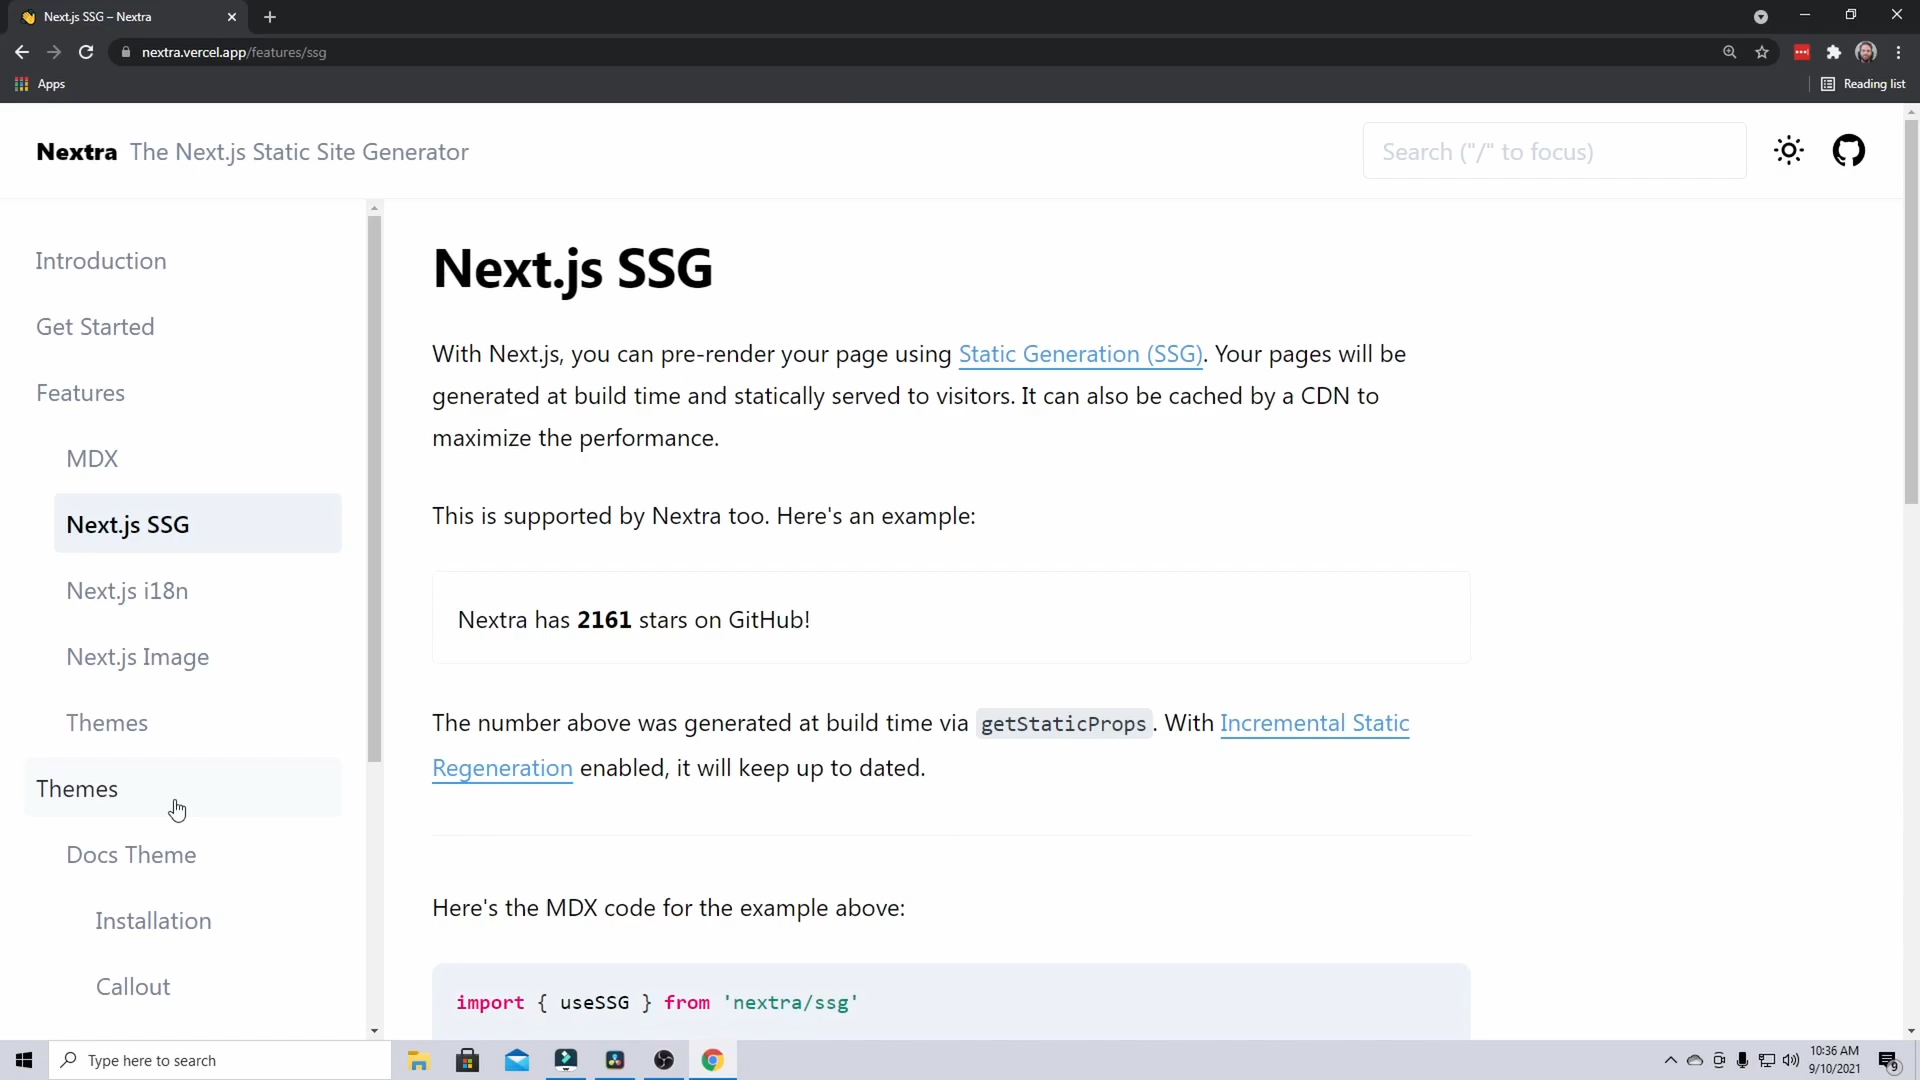 Next.js SSG – Nextra
nextra.vercel.app/features/ssg
Apps
Reading list
Nextra The Next.js Static Site Generator
Search ("/" to focus)
Introduction
Get Started
Features
MDX
Next.js SSG
Next.js i18n
Next.js Image
Themes
Themes
Docs Theme
Installation
Callout
Next.js SSG
With Next.js, you can pre-render your page using Static Generation (SSG). Your pages will be
generated at build time and statically served to visitors. It can also be cached by a CDN to
maximize the performance.
This is supported by Nextra too. Here's an example:
Nextra has 2161 stars on GitHub!
The number above was generated at build time via getStaticProps. With Incremental Static
Regeneration enabled, it will keep up to dated.
Here's the MDX code for the example above:
import { useSSG } from 'nextra/ssg'
Type here to search
10:36 AM
9/10/2021
9